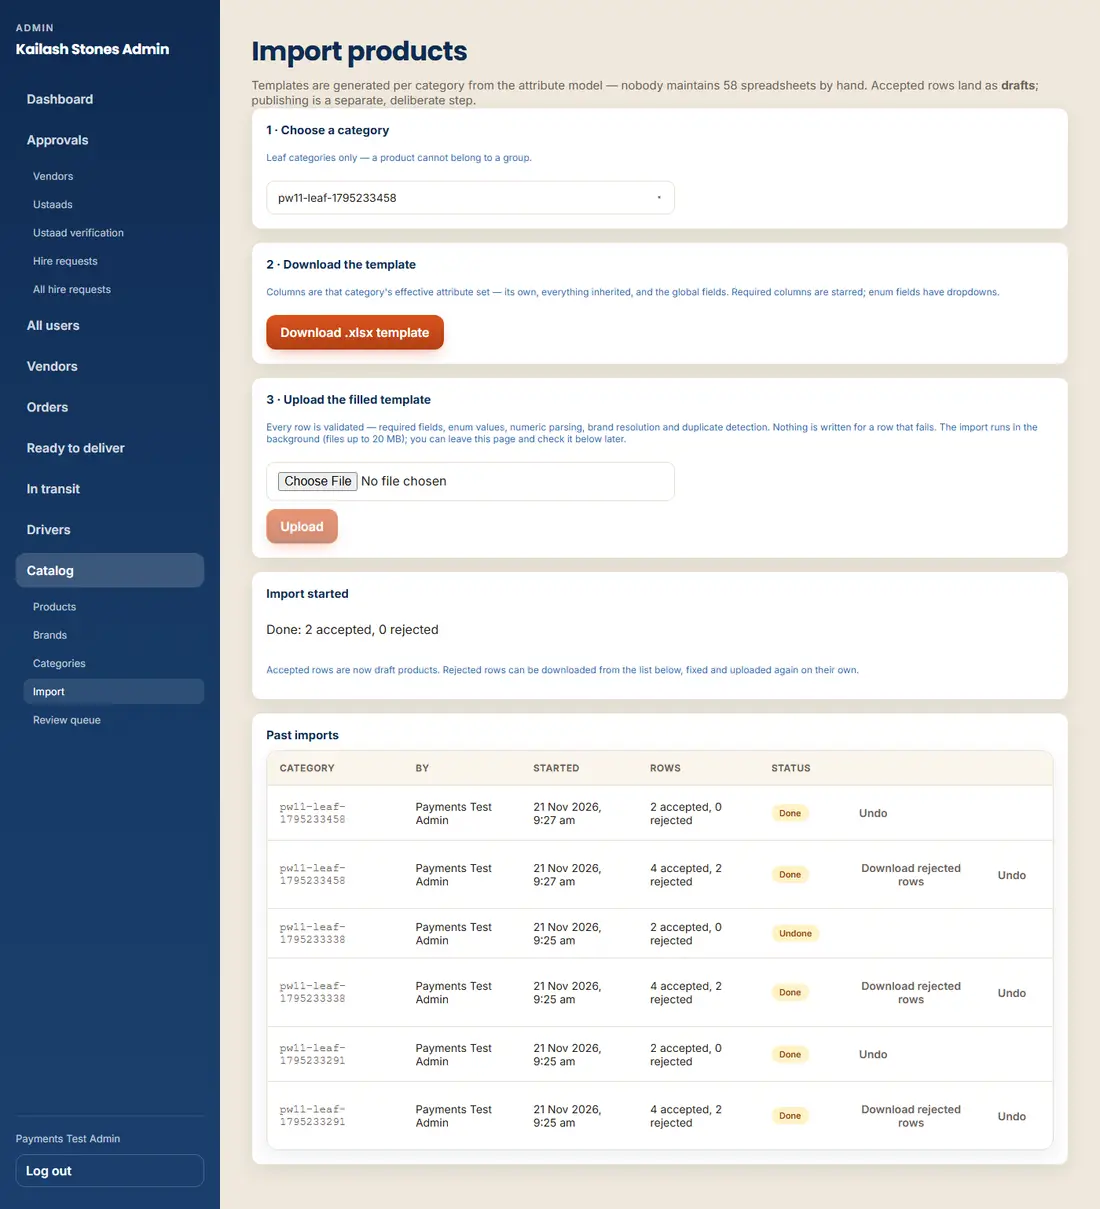 ADMIN
Kailash Stones Admin
Dashboard
Approvals
Vendors
Ustaads
Ustaad verification
Hire requests
All hire requests
All users
Vendors
Orders
Ready to deliver
In transit
Drivers
Catalog
Products
Brands
Categories
Import
Review queue
Payments Test Admin
Log out
Import products
Templates are generated per category from the attribute model — nobody maintains 58 spreadsheets by hand. Accepted rows land as drafts;
publishing is a separate, deliberate step.
1 · Choose a category
Leaf categories only — a product cannot belong to a group.
pw11-leaf-1795233458
2 · Download the template
Columns are that category's effective attribute set — its own, everything inherited, and the global fields. Required columns are starred; enum fields have dropdowns.
Download .xlsx template
3 · Upload the filled template
Every row is validated — required fields, enum values, numeric parsing, brand resolution and duplicate detection. Nothing is written for a row that fails. The import runs in the
background (files up to 20 MB); you can leave this page and check it below later.
Choose File No file chosen
Upload
Import started
Done: 2 accepted, 0 rejected
Accepted rows are now draft products. Rejected rows can be downloaded from the list below, fixed and uploaded again on their own.
Past imports
CATEGORY BY STARTED ROWS STATUS
pw11-leaf- Payments Test 21 Nov 2026, 2 accepted, 0 Done Undo
1795233458 Admin 9:27 am rejected
pw11-leaf- Payments Test 21 Nov 2026, 4 accepted, 2 Done Download rejected Undo
1795233458 Admin 9:27 am rejected rows
pw11-leaf- Payments Test 21 Nov 2026, 2 accepted, 0 Undone
1795233338 Admin 9:25 am rejected
pw11-leaf- Payments Test 21 Nov 2026, 4 accepted, 2 Done Download rejected Undo
1795233338 Admin 9:25 am rejected rows
pw11-leaf- Payments Test 21 Nov 2026, 2 accepted, 0 Done Undo
1795233291 Admin 9:25 am rejected
pw11-leaf- Payments Test 21 Nov 2026, 4 accepted, 2 Done Download rejected Undo
1795233291 Admin 9:25 am rejected rows